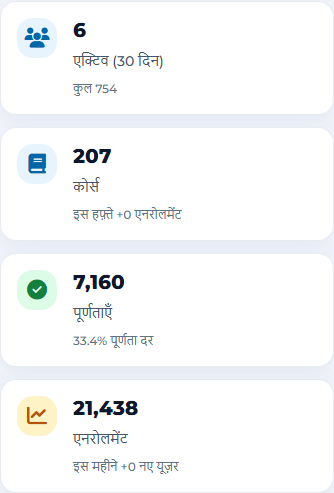 6
एक्टिव (30 दिन)
कुल 754
207
कोर्स
इस हफ़्ते +0 एनरोलमेंट
7,160
पूर्णताएँ
33.4% पूर्णता दर
21,438
एनरोलमेंट
इस महीने +0 नए यूज़र